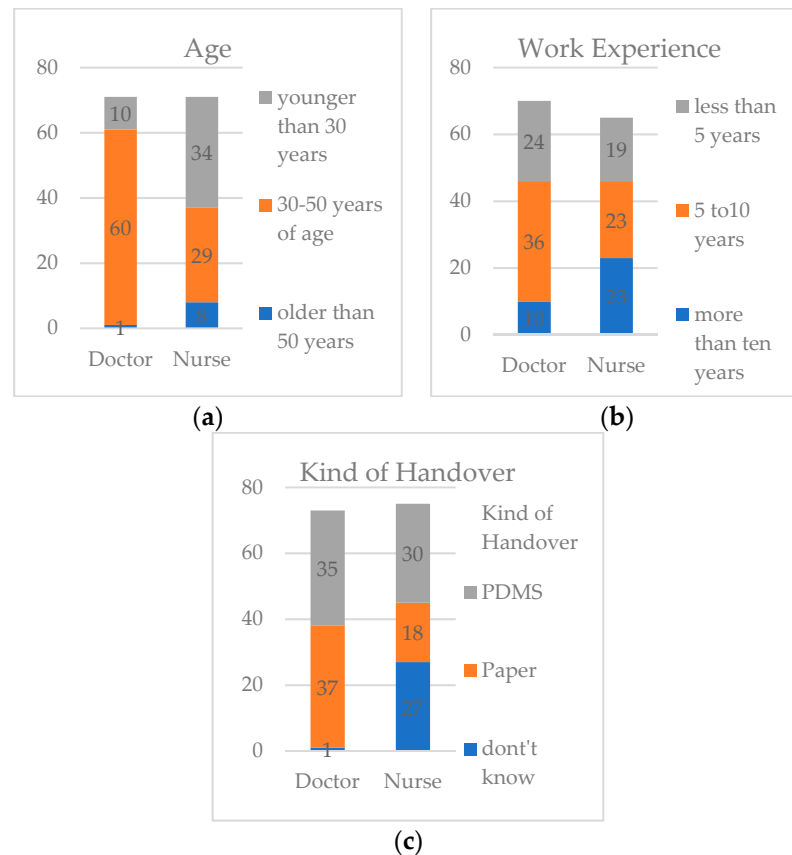 Age
80
60
40
20
0
10
60
1
34
29
8
Doctor
Nurse
younger
than 30
years
30-50 years
of age
older than
50 years
(a)
Work Experience
80
60
40
20
0
24
36
10
19
23
23
Doctor
Nurse
less than
5 years
5 to10
years
more
than ten
years
(b)
Kind of Handover
80
60
40
20
0
35
37
1
30
18
27
Doctor
Nurse
Kind of
Handover
PDMS
Paper
dont't
know
(c)